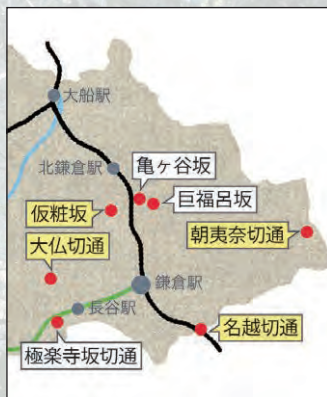 大船駅
北鎌倉駅
亀ヶ谷坂
巨福呂坂
仮粧坂
朝夷奈切通
大仏切通
鎌倉駅
長谷駅
名越切通
極楽寺坂切通